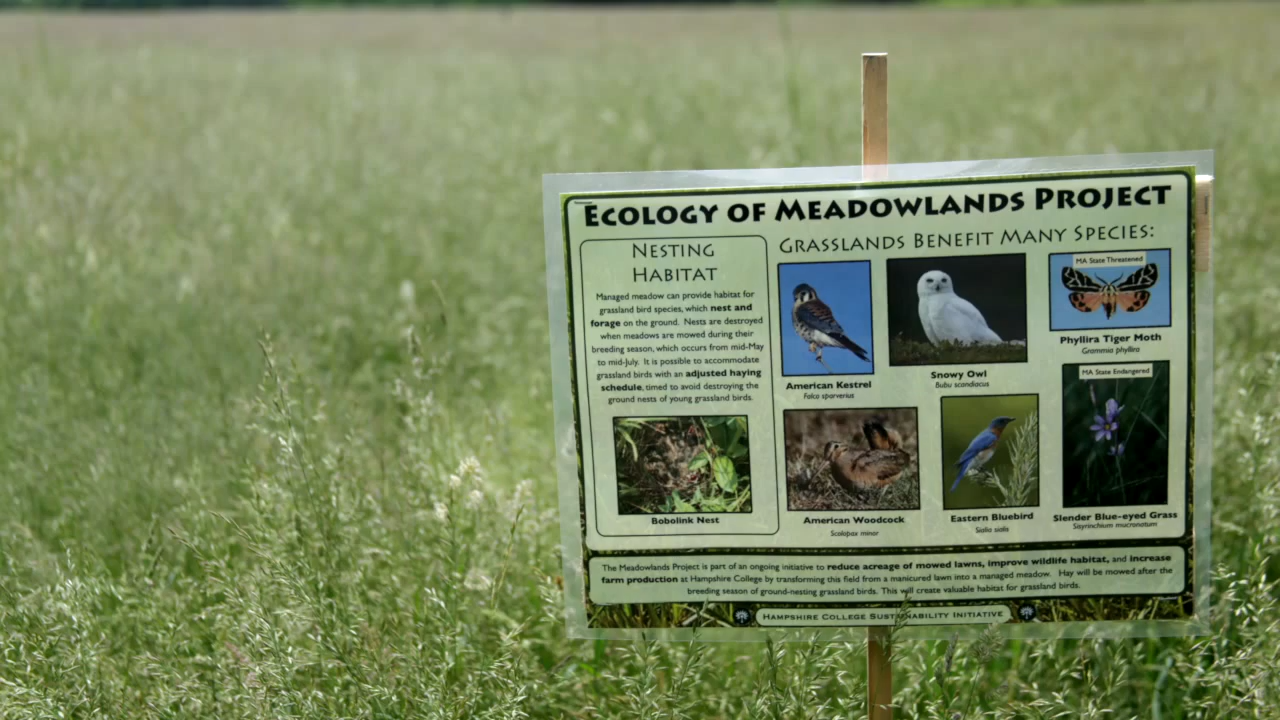 ECOLOGY OF MEADOWLANDS PROJECT
NESTING
HABITAT
Managed meadow can provide habitat for
grassland bird species, which nest and
forage on the ground. Nests are destroyed
when meadows are mowed during their
breeding season, which occurs from mid-May
to mid-July. It is possible to accommodate
grassland birds with an adjusted haying
schedule, timed to avoid destroying the
ground nests of young grassland birds.
Bobolink Nest
GRASSLANDS BENEFIT MANY SPECIES:
American Kestrel
Falco sparverius
Snowy Owl
Bubu scandiacus
MA State Threatened
Phyllira Tiger Moth
Grammia phyllira
American Woodcock
Scolopax minor
Eastern Bluebird
Sialia sialis
MA State Endangered
Slender Blue-eyed Grass
Sisyrinchium mucronatum
The Meadowlands Project is part of an ongoing initiative to reduce acreage of mowed lawns, improve wildlife habitat, and increase
farm production at Hampshire College by transforming this field from a manicured lawn into a managed meadow. Hay will be mowed after the
breeding season of ground-nesting grassland birds. This will create valuable habitat for grassland birds.
HAMPSHIRE COLLEGE SUSTAINABILITY INITIATIVE